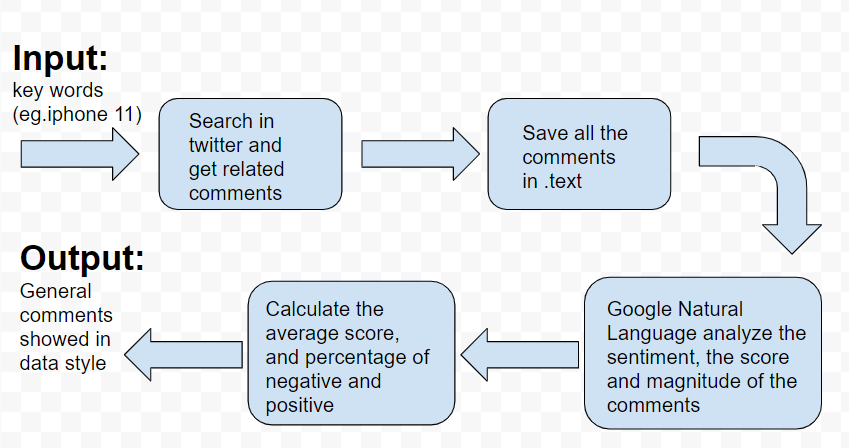 Input:
key words
(eg.iphone 11)
Search in
twitter and
get related
comments
Save all the
comments
in .text
Google Natural
Language analyze the
sentiment, the score
and magnitude of the
comments
Calculate the
average score,
and percentage of
negative and
positive
Output:
General
comments
showed in
data style